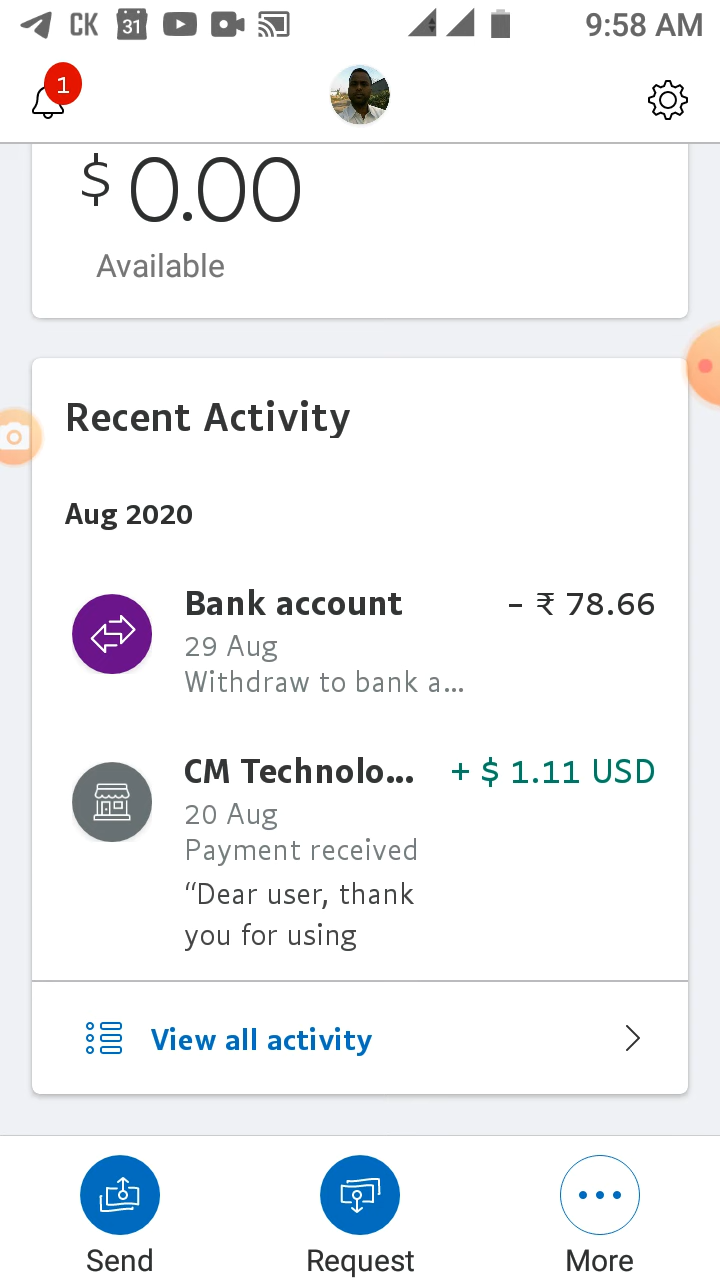 CK 31 9:58 AM
1
$ 0.00
Available
Recent Activity
Aug 2020
Bank account - ₹ 78.66
29 Aug
Withdraw to bank a...
CM Technolo... + $ 1.11 USD
20 Aug
Payment received
“Dear user, thank
you for using
View all activity
Send Request More